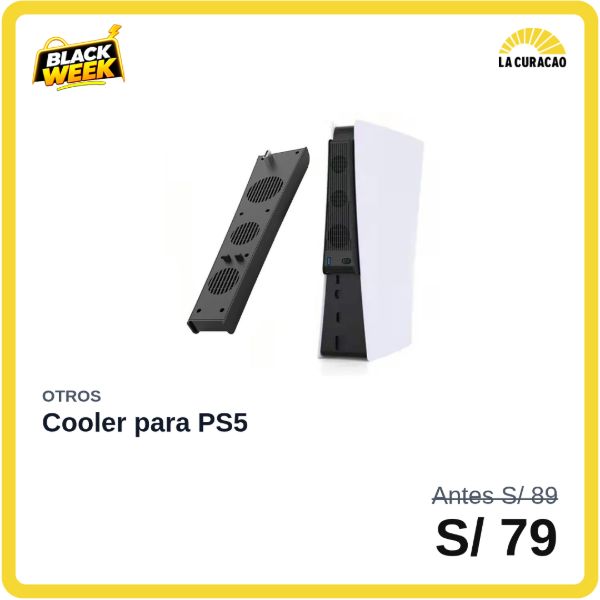 BLACK
WEEK
LA CURACAO
OTROS
Cooler para PS5
Antes S/ 89
S/ 79